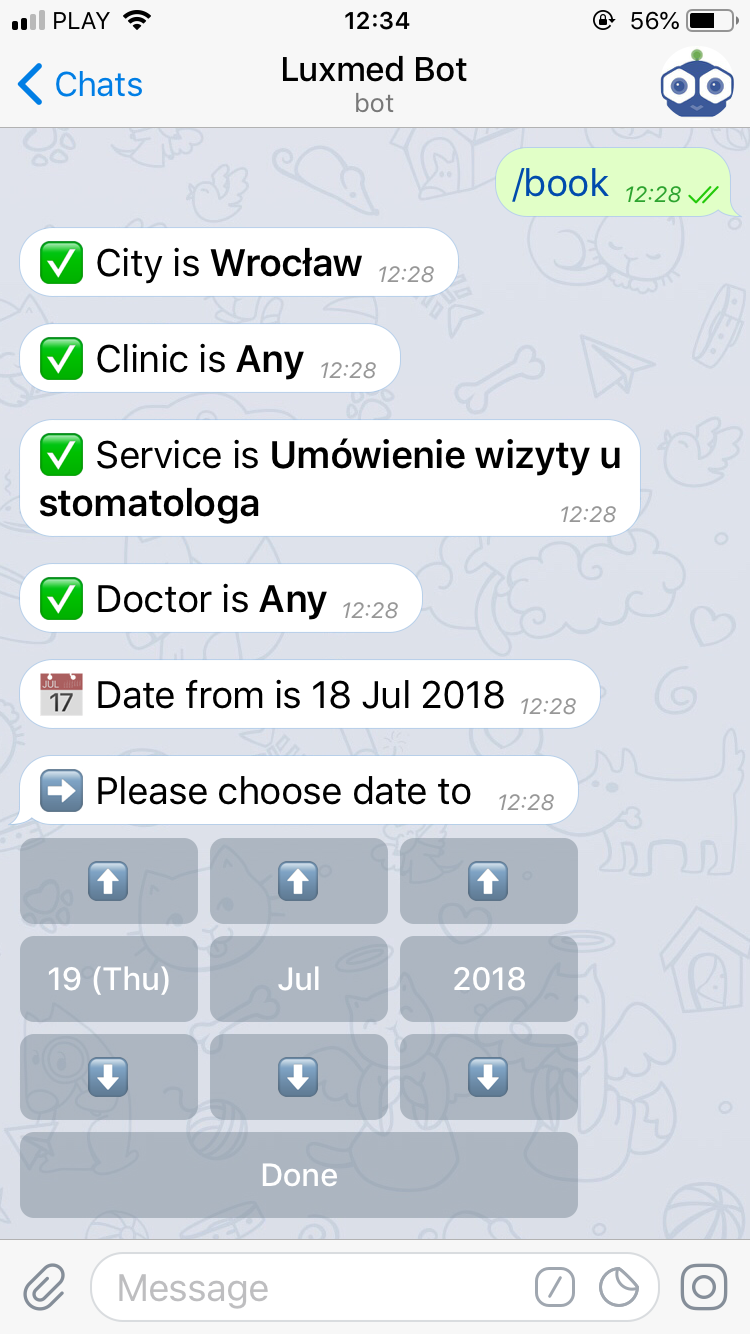 PLAY 12:34 56%
Chats Luxmed Bot
bot
/book 12:28
✅ City is Wrocław 12:28
✅ Clinic is Any 12:28
✅ Service is Umówienie wizyty u
stomatologa 12:28
✅ Doctor is Any 12:28
📅 Date from is 18 Jul 2018 12:28
➡️ Please choose date to 12:28
⬆️ ⬆️ ⬆️
19 (Thu) Jul 2018
⬇️ ⬇️ ⬇️
Done
Message